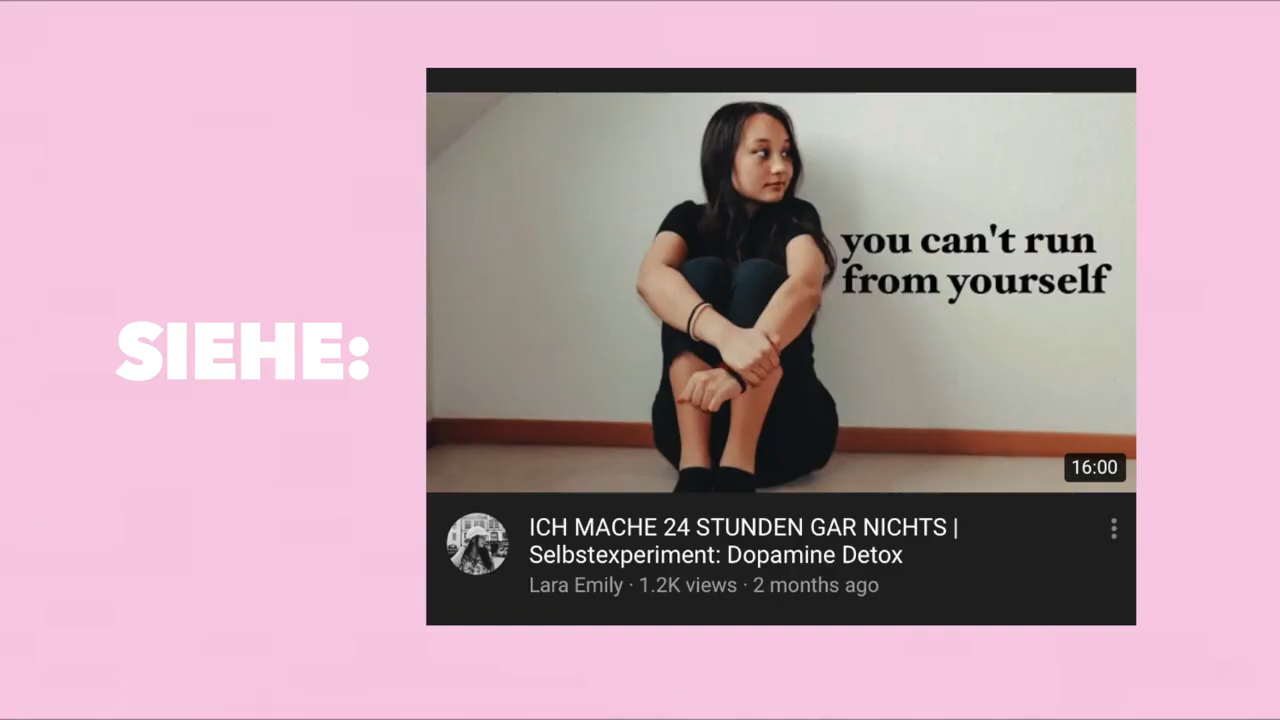 SIEHE:
you can't run
from yourself
16:00
ICH MACHE 24 STUNDEN GAR NICHTS |
Selbstexperiment: Dopamine Detox
Lara Emily · 1.2K views · 2 months ago